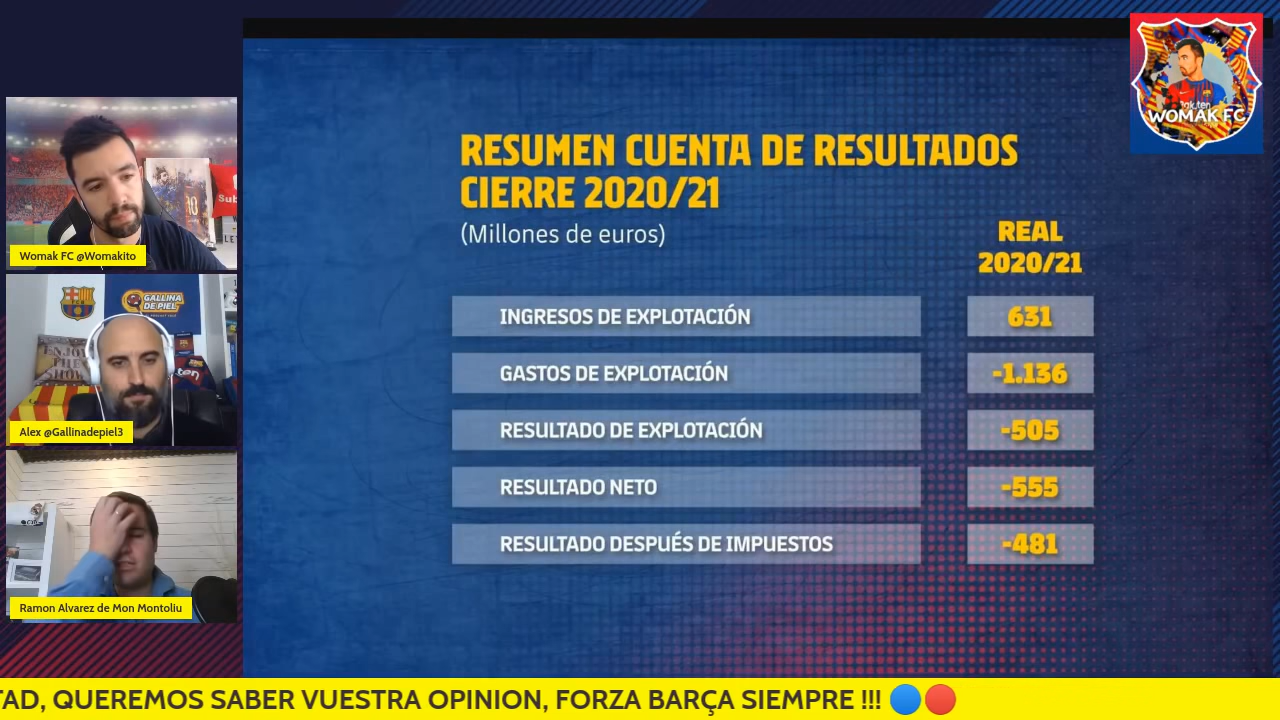 RESUMEN CUENTA DE RESULTADOS
CIERRE 2020/21
(Millones de euros)
REAL
2020/21
INGRESOS DE EXPLOTACIÓN 631
GASTOS DE EXPLOTACIÓN -1.136
RESULTADO DE EXPLOTACIÓN -505
RESULTADO NETO -555
RESULTADO DESPUÉS DE IMPUESTOS -481
WOMAK FC
Womak FC @Womakito
GALLINA
DE PIEL
ENJOY
THE
Alex @Gallinadepiel3
Ramon Alvarez de Mon Montoliu
TAD, QUEREMOS SABER VUESTRA OPINION, FORZA BARÇA SIEMPRE !!!